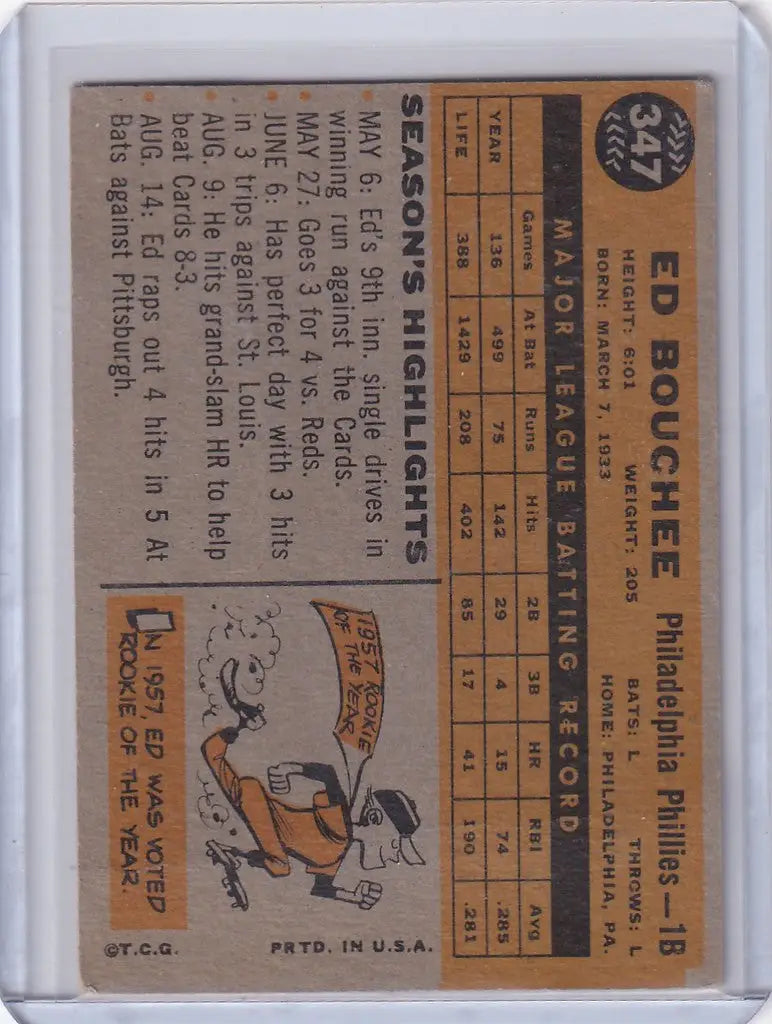 347
ED BOUCHEE Philadelphia Phillies—1B
HEIGHT: 6:01 WEIGHT: 205 BATS: L THROWS: L
BORN: MARCH 7, 1933 HOME: PHILADELPHIA, PA.
MAJOR LEAGUE BATTING RECORD
Games At Bat Runs Hits 2B 3B HR RBI Avg
YEAR 136 499 75 142 29 4 15 74 .285
LIFE 388 1429 208 402 85 17 41 190 .281
SEASON'S HIGHLIGHTS
• MAY 6: Ed's 9th inn. single drives in
winning run against the Cards.
• MAY 27: Goes 3 for 4 vs. Reds.
• JUNE 6: Has perfect day with 3 hits
in 3 trips against St. Louis.
• AUG. 9: He hits grand-slam HR to help
beat Cards 8-3.
• AUG. 14: Ed raps out 4 hits in 5 At
Bats against Pittsburgh.
1957 ROOKIE
OF THE YEAR
IN 1957, ED WAS VOTED
ROOKIE OF THE YEAR.
©T.C.G. PRTD. IN U.S.A.